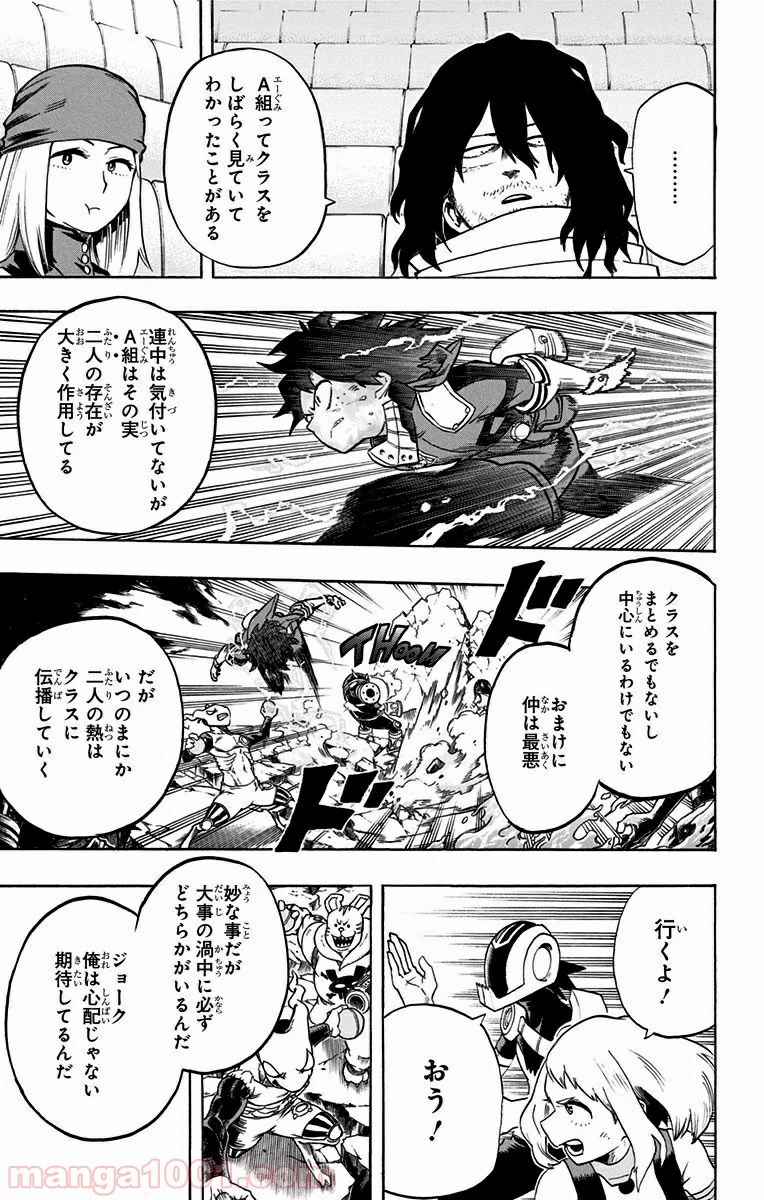 ………
A組ってクラスを
しばらく見ていて
わかったことがある
連中は気付いてないが
A組はその実
二人の存在が
大きく作用してる
クラスを
まとめるでもないし
中心にいるわけでもない
おまけに
仲は最悪
ドドド
THOOM
だが
いつのまにか
二人の熱は
クラスに
伝播していく
行くよ！
おう！
妙な事だが
大事の渦中に必ず
どちらかがいるんだ
ジョーク
俺は心配じゃない
期待してるんだ
manga1001.com